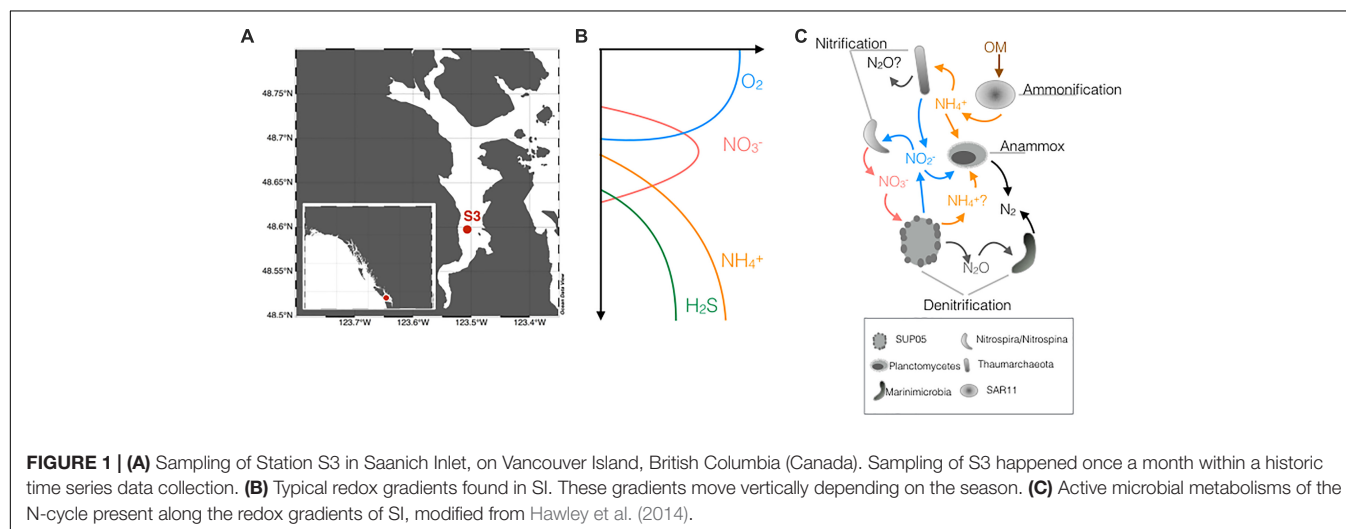 A
48.75°N
48.7°N
48.65°N
48.6°N
48.55°N
48.5°N
S3
123.7°W
123.6°W
123.5°W
123.4°W
Ocean Data View
B
O₂
NO₃⁻
NH₄⁺
H₂S
C
Nitrification
N₂O?
OM
NH₄⁺
Ammonification
NO₂⁻
Anammox
NO₃⁻
NH₄⁺?
N₂
N₂O
Denitrification
SUP05
Nitrospira/Nitrospina
Planctomycetes
Thaumarchaeota
Marinimicrobia
SAR11
FIGURE 1 | (A) Sampling of Station S3 in Saanich Inlet, on Vancouver Island, British Columbia (Canada). Sampling of S3 happened once a month within a historic
time series data collection. (B) Typical redox gradients found in SI. These gradients move vertically depending on the season. (C) Active microbial metabolisms of the
N-cycle present along the redox gradients of SI, modified from Hawley et al. (2014).